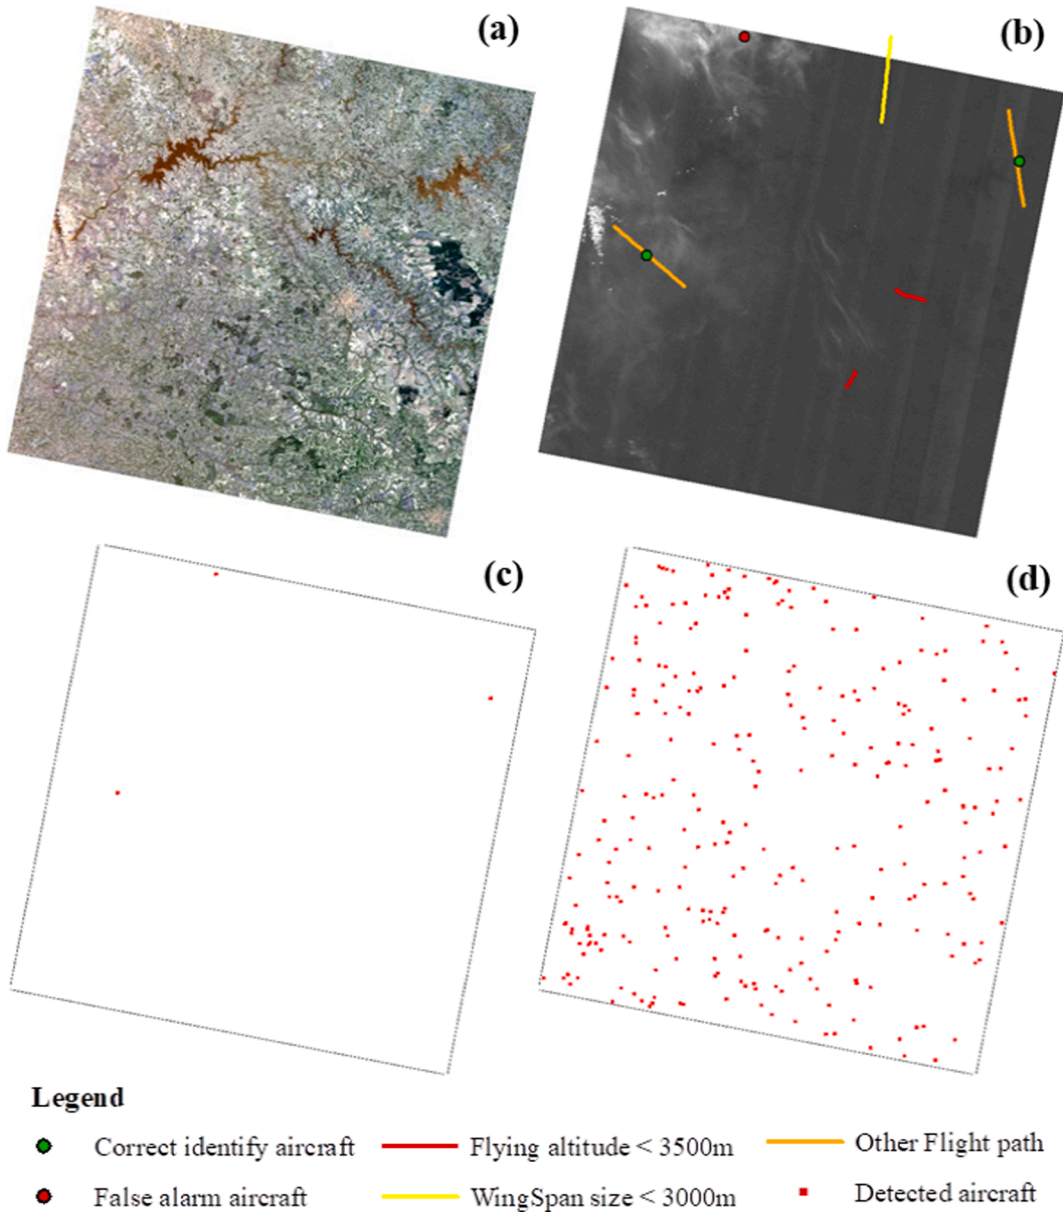 (a)
(b)
(c)
(d)
Legend
Correct identify aircraft
Flying altitude < 3500m
Other Flight path
False alarm aircraft
WingSpan size < 3000m
Detected aircraft